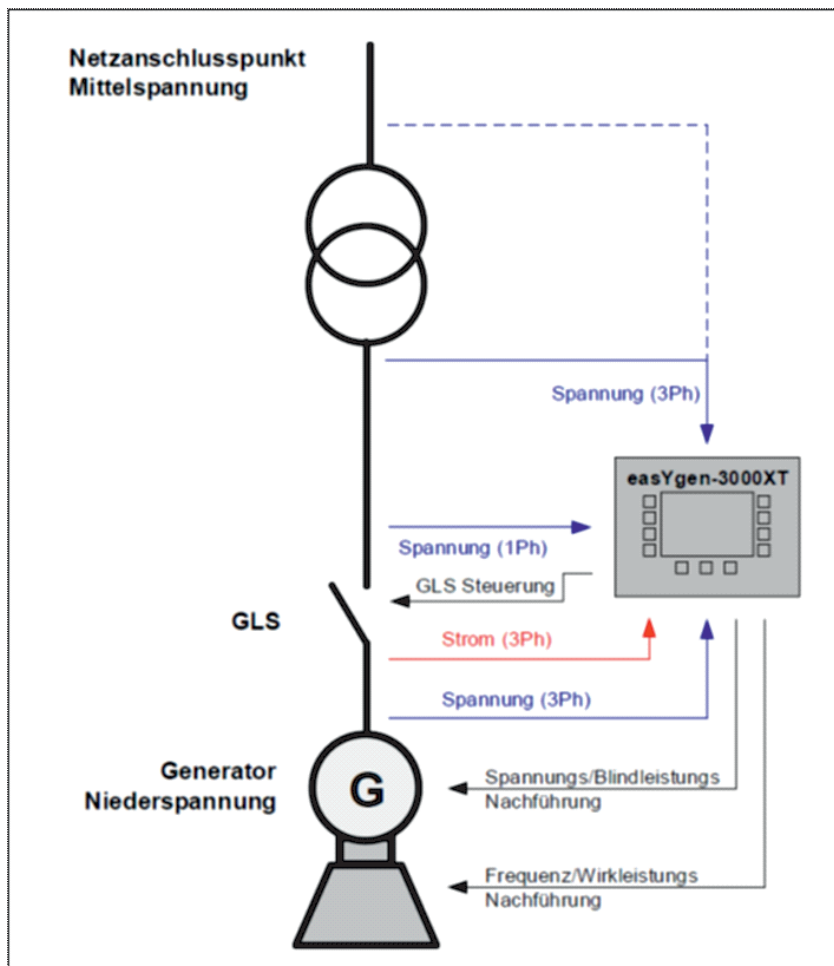 Netzanschlusspunkt
Mittelspannung
Spannung (3Ph)
easYgen-3000XT
Spannung (1Ph)
GLS Steuerung
GLS
Strom (3Ph)
Spannung (3Ph)
Generator
Niederspannung
G
Spannungs/Blindleistungs
Nachführung
Frequenz/Wirkleistungs
Nachführung